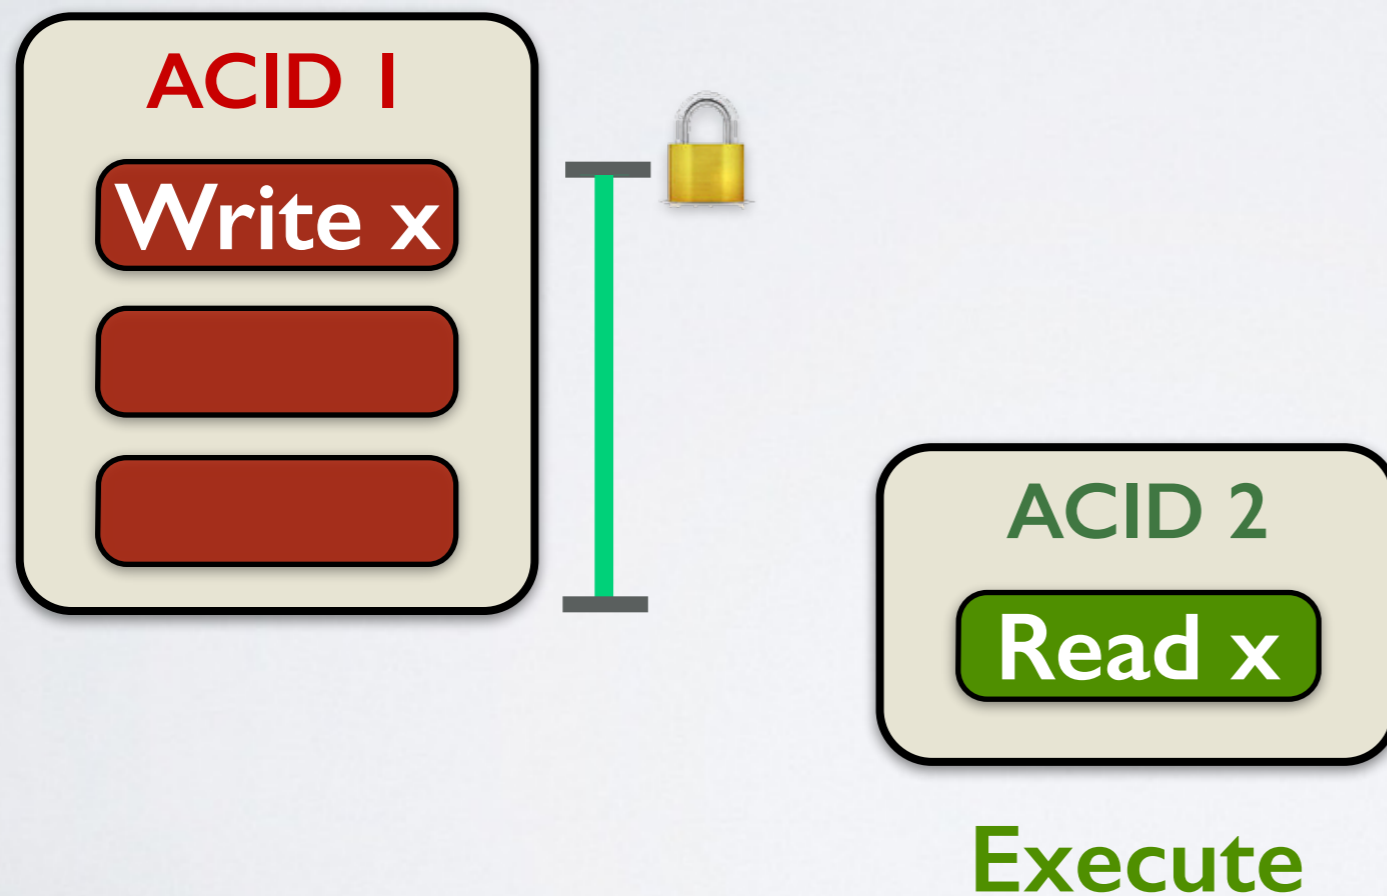 ACID 1
Write x
ACID 2
Read x
Execute